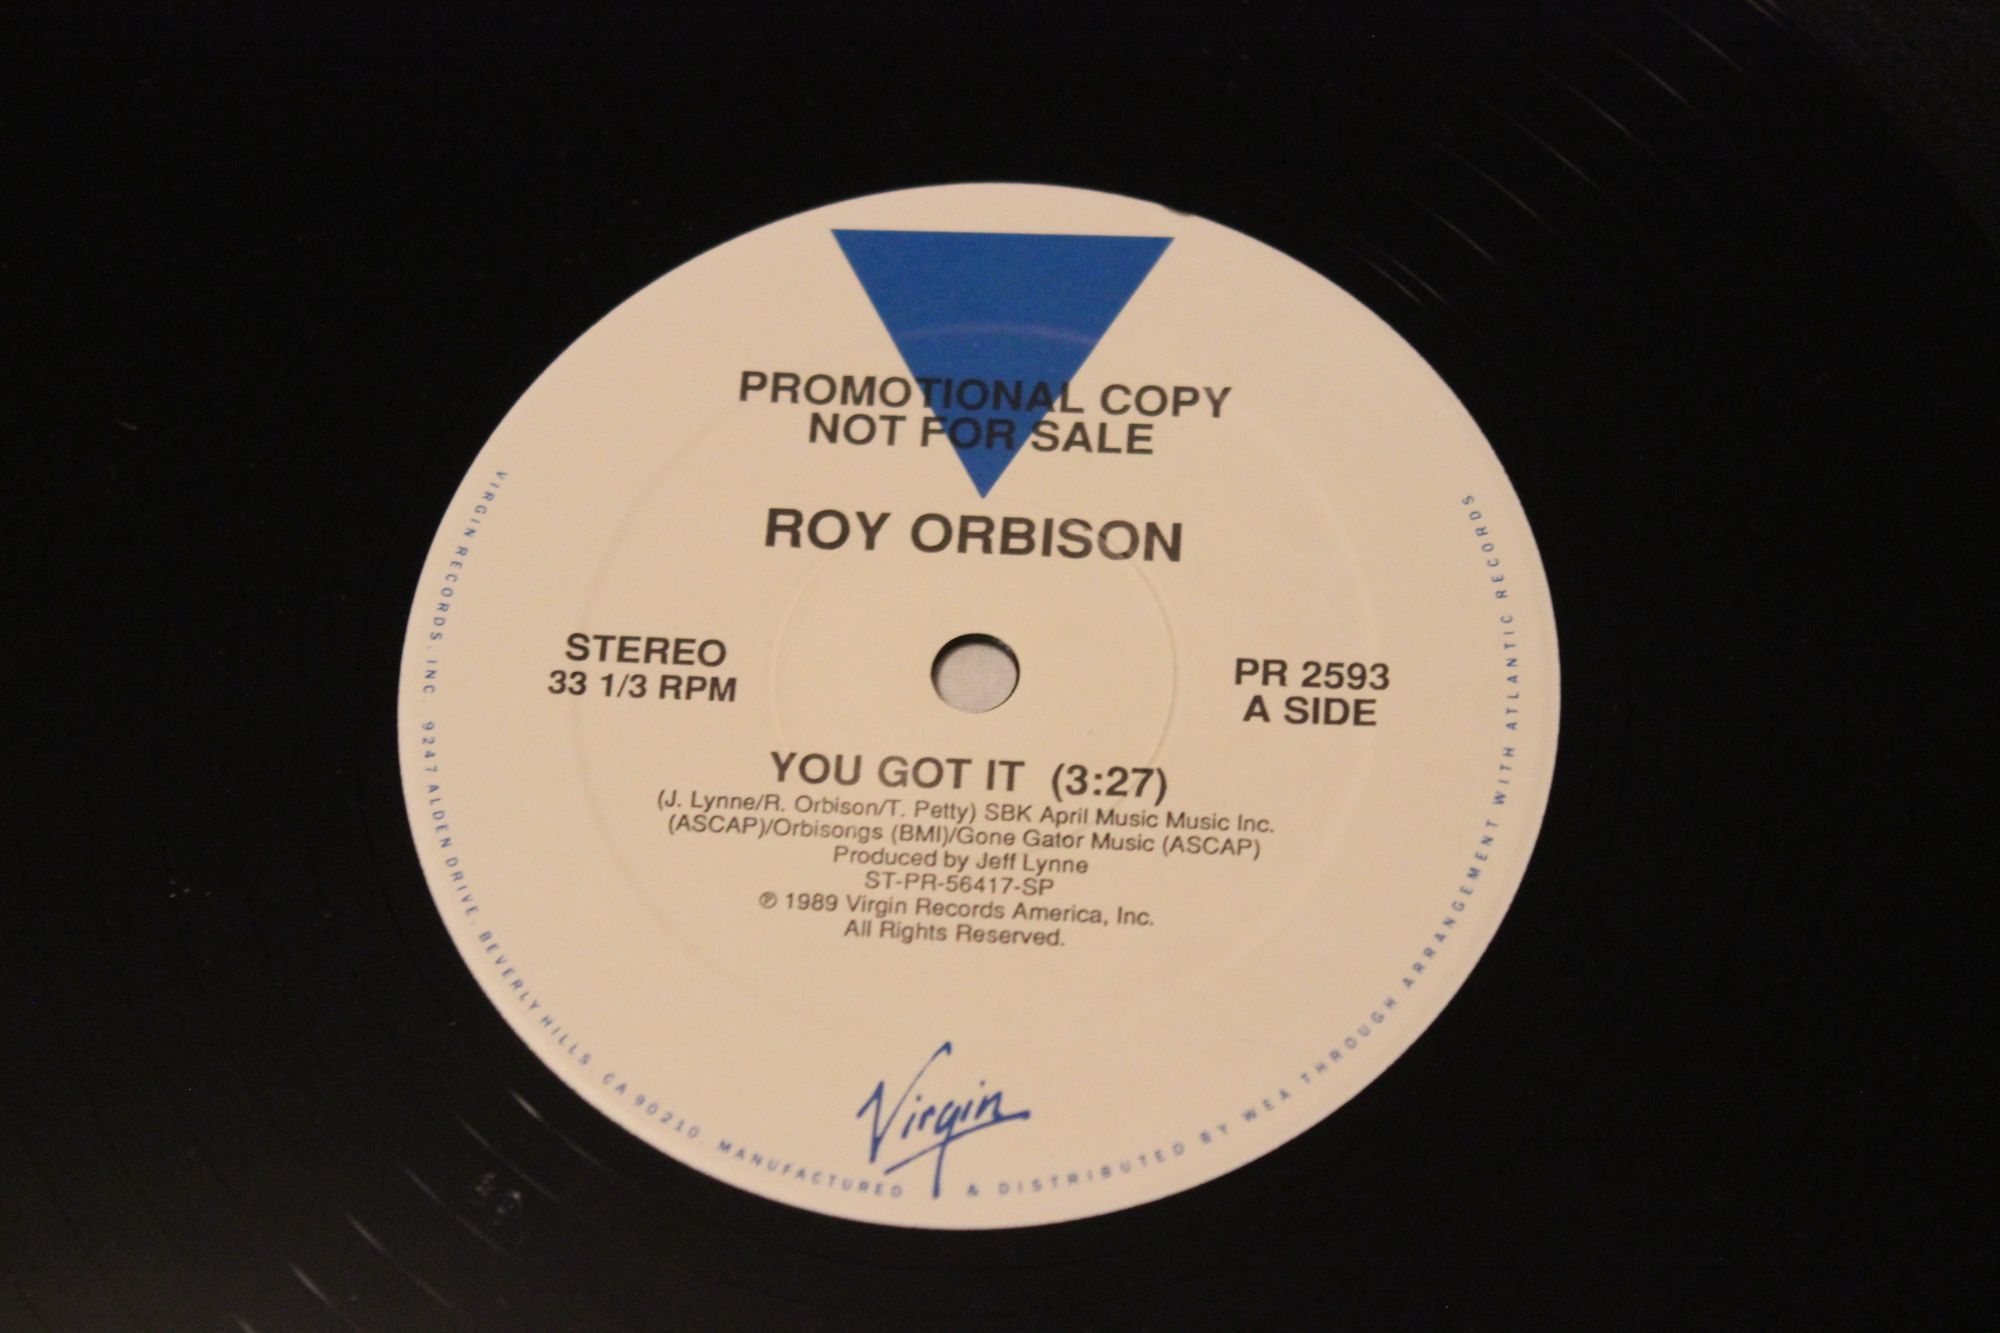 PROMOTIONAL COPY
NOT FOR SALE
ROY ORBISON
STEREO
33 1/3 RPM
PR 2593
A SIDE
YOU GOT IT (3:27)
(J. Lynne/R. Orbison/T. Petty) SBK April Music Music Inc.
(ASCAP)/Orbisongs (BMI)/Gone Gator Music (ASCAP)
Produced by Jeff Lynne
ST-PR-56417-SP
℗ 1989 Virgin Records America, Inc.
All Rights Reserved.
Virgin
VIRGIN RECORDS, INC. 9247 ALDEN DRIVE, BEVERLY HILLS, CA 90210. MANUFACTURED & DISTRIBUTED BY WEA THROUGH ARRANGEMENT WITH ATLANTIC RECORDS